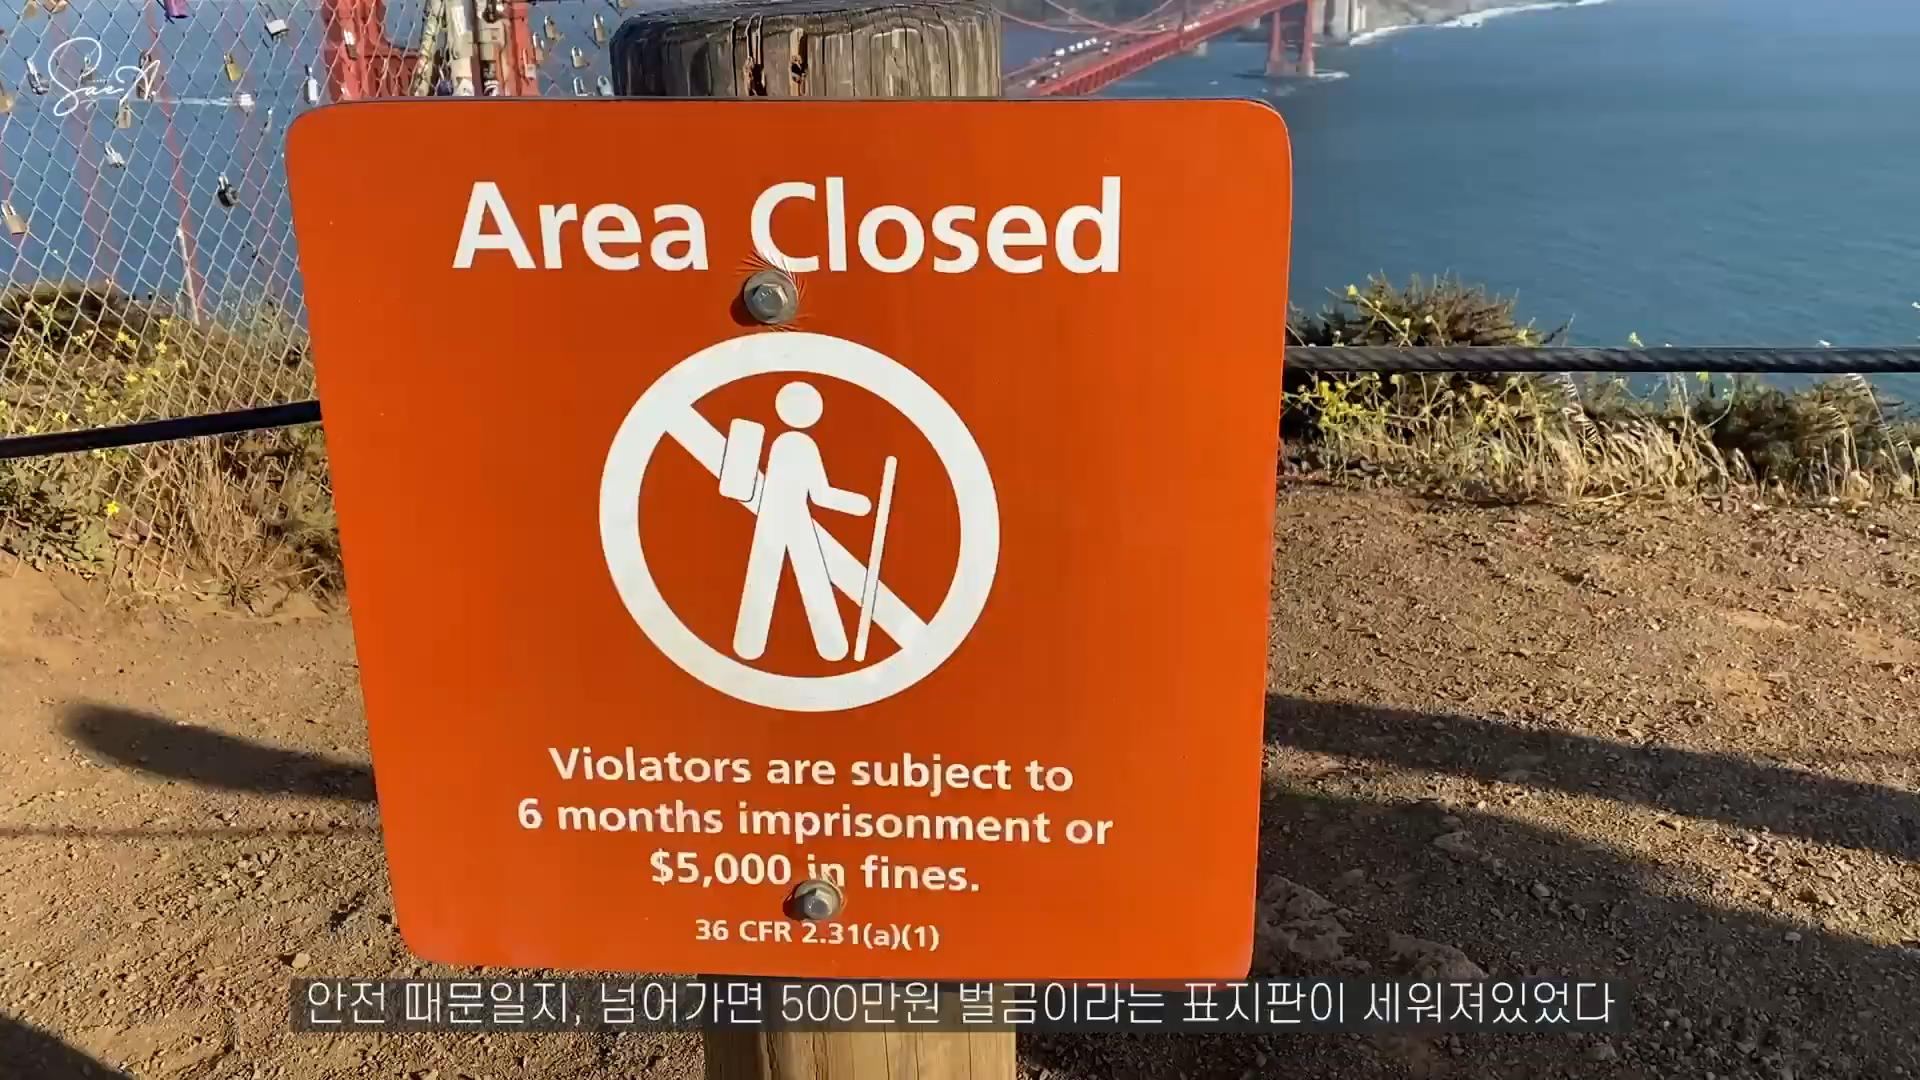 Area Closed
Violators are subject to
6 months imprisonment or
$5,000 in fines.
36 CFR 2.31(a)(1)
안전 때문일지, 넘어가면 500만원 벌금이라는 표지판이 세워져있었다